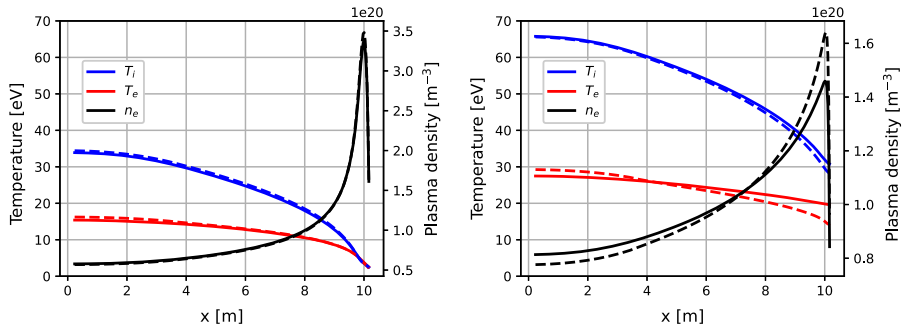 1e20
70
60
50
40
30
20
10
0
Temperature [eV]
T_i
T_e
n_e
3.5
3.0
2.5
2.0
1.5
1.0
0.5
Plasma density [m⁻³]
0 2 4 6 8 10
x [m]
1e20
70
60
50
40
30
20
10
0
Temperature [eV]
T_i
T_e
n_e
1.6
1.4
1.2
1.0
0.8
Plasma density [m⁻³]
0 2 4 6 8 10
x [m]